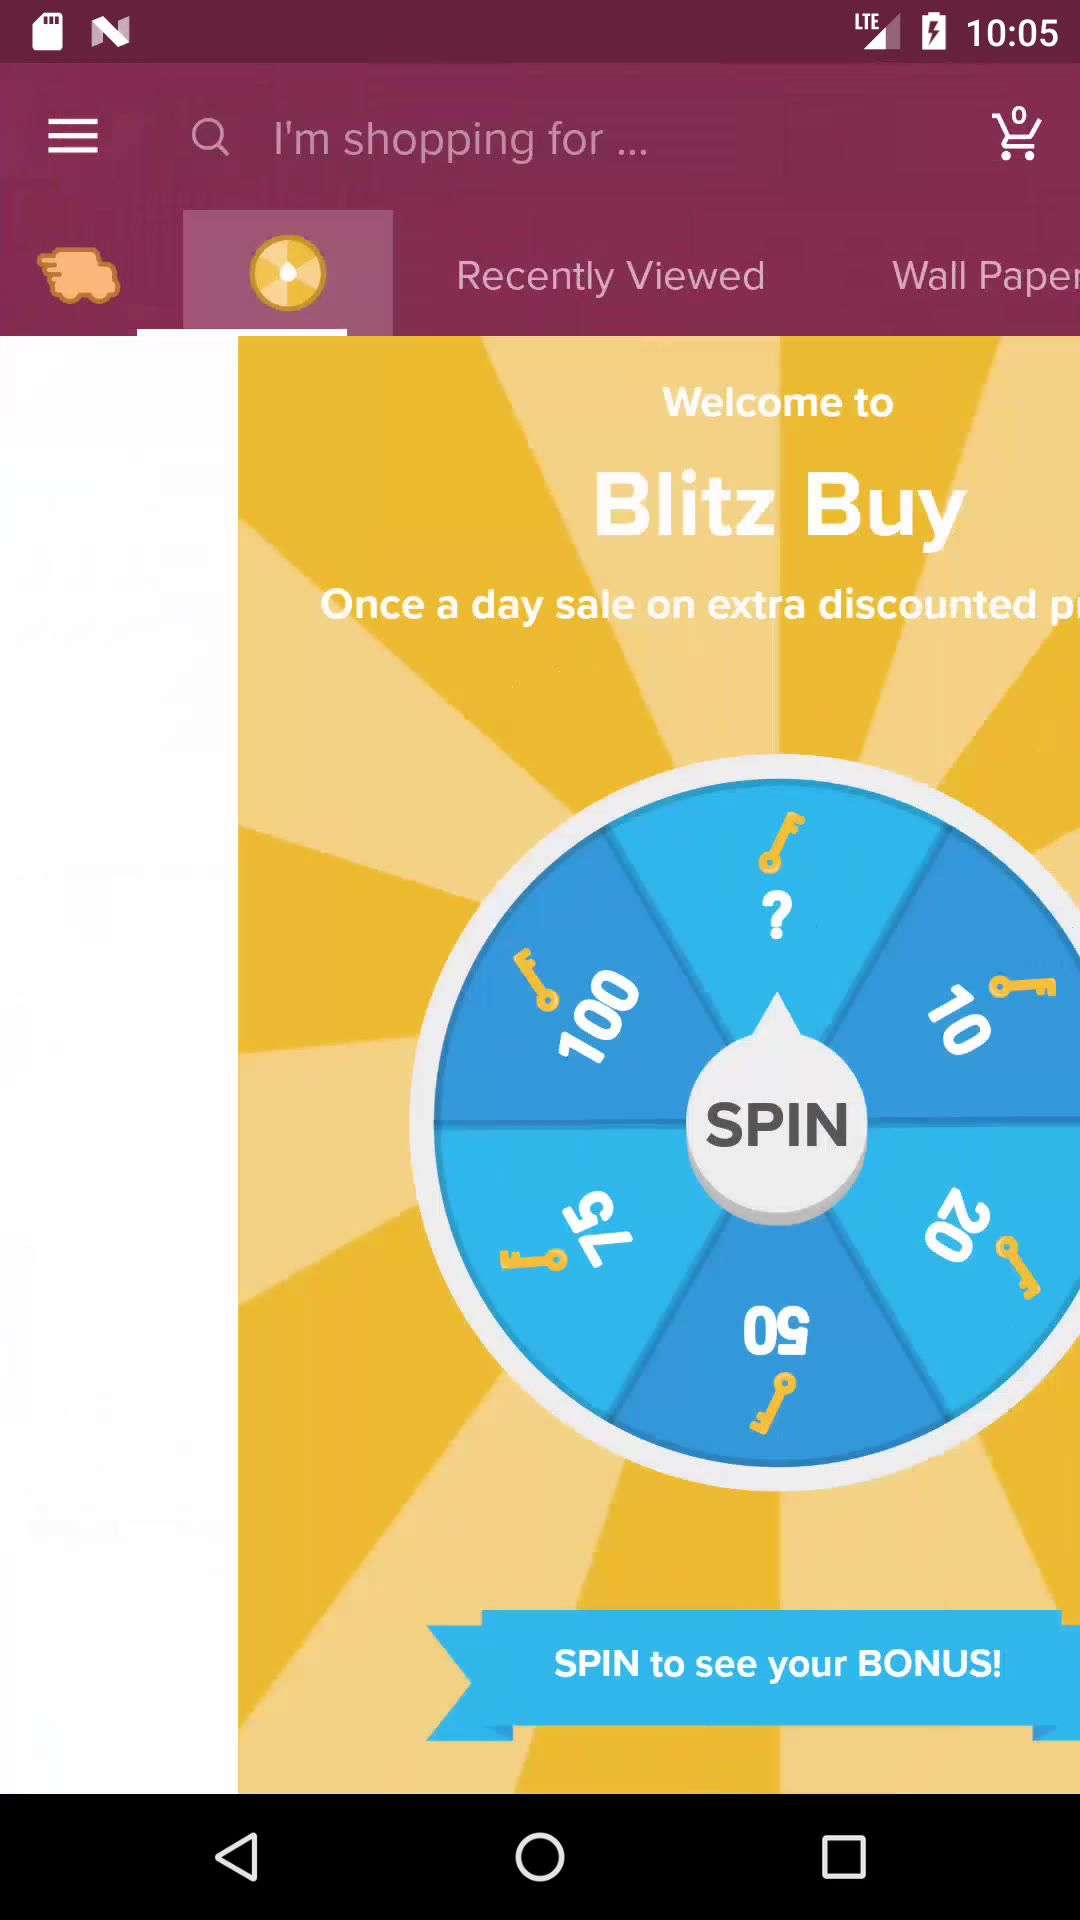 LTE 10:05
I'm shopping for ... 0
Recently Viewed Wall Paper
Welcome to
Blitz Buy
Once a day sale on extra discounted
?
100
10
SPIN
75
20
50
SPIN to see your BONUS!